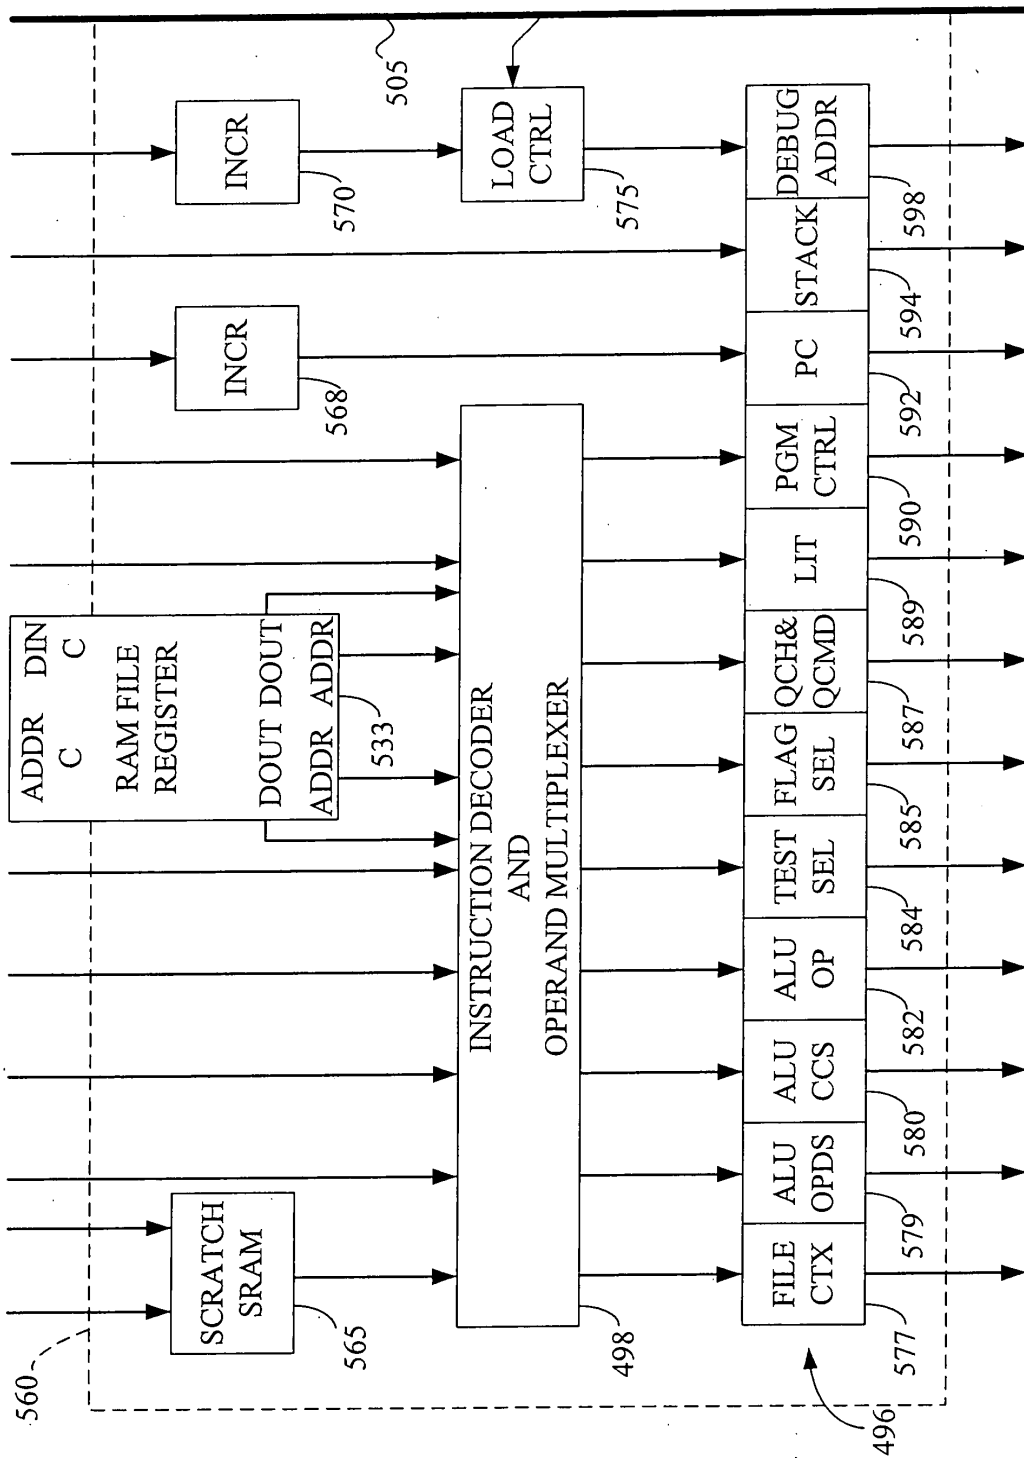 560
505
SCRATCH
SRAM
565
ADDR DIN
C C
RAM FILE
REGISTER
DOUT DOUT
ADDR ADDR
533
INCR
568
INCR
570
LOAD
CTRL
575
INSTRUCTION DECODER
AND
OPERAND MULTIPLEXER
498
496
FILE
CTX
577
ALU
OPDS
579
ALU
CCS
580
ALU
OP
582
TEST
SEL
584
FLAG
SEL
585
QCH&
QCMD
587
LIT
589
PGM
CTRL
590
PC
592
STACK
594
DEBUG
ADDR
598